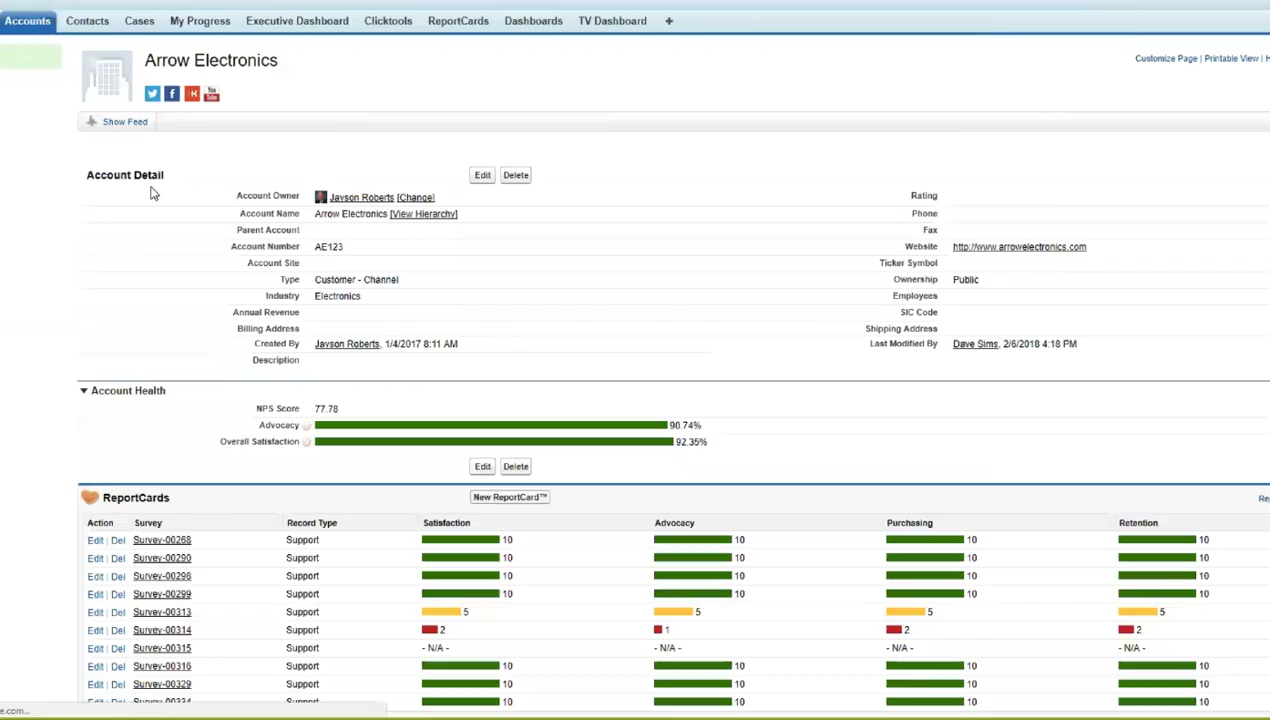 Accounts Contacts Cases My Progress Executive Dashboard Clicktools ReportCards Dashboards TV Dashboard +
Arrow Electronics
Customize Page | Printable View |
You Tube
Show Feed
Account Detail Edit Delete
Account Owner Jayson Roberts [Change] Rating
Account Name Arrow Electronics [View Hierarchy] Phone
Parent Account Fax
Account Number AE123 Website http://www.arrowelectronics.com
Account Site Ticker Symbol
Type Customer - Channel Ownership Public
Industry Electronics Employees
Annual Revenue SIC Code
Billing Address Shipping Address
Created By Jayson Roberts, 1/4/2017 8:11 AM Last Modified By Dave Sims, 2/6/2018 4:18 PM
Description
Account Health
NPS Score 77.78
Advocacy 90.74%
Overall Satisfaction 92.35%
Edit Delete
ReportCards New ReportCard™
Action Survey Record Type Satisfaction Advocacy Purchasing Retention
Edit | Del Survey-00268 Support 10 10 10 10
Edit | Del Survey-00290 Support 10 10 10 10
Edit | Del Survey-00298 Support 10 10 10 10
Edit | Del Survey-00299 Support 10 10 10 10
Edit | Del Survey-00313 Support 5 5 5 5
Edit | Del Survey-00314 Support 2 1 2 2
Edit | Del Survey-00315 Support - N/A - - N/A - - N/A - - N/A -
Edit | Del Survey-00316 Support 10 10 10 10
Edit | Del Survey-00329 Support 10 10 10 10
Edit | Del Survey-00334 Support 10 10 10 10
e.com...